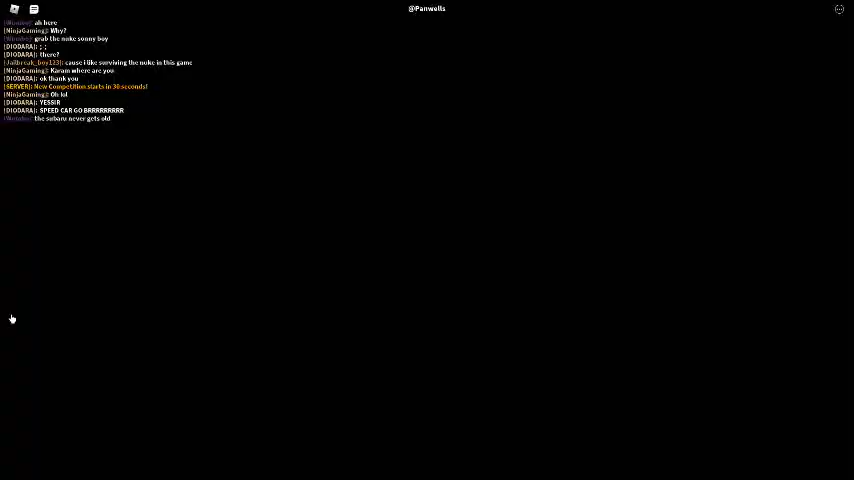 @Panwells
ah here
[NinjaGaming]: Why?
grab the nuke sonny boy
[DIODARA]: ; ;
[DIODARA]: there?
[Jailbreak_boy123]: cause i like surviving the nuke in this game
[NinjaGaming]: Karam where are you
[DIODARA]: ok thank you
[SERVER]: New Competition starts in 30 seconds!
[NinjaGaming]: Oh lol
[DIODARA]: YESSIR
[DIODARA]: SPEED CAR GO BRRRRRRRRR
the subaru never gets old